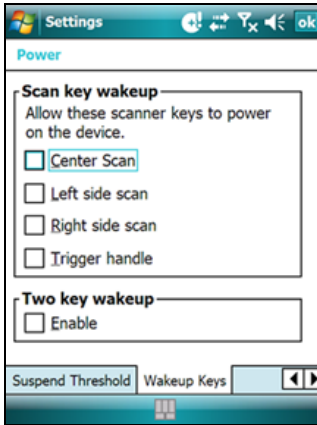 Settings
ok
Power
Scan key wakeup
Allow these scanner keys to power
on the device.
Center Scan
Left side scan
Right side scan
Trigger handle
Two key wakeup
Enable
Suspend Threshold Wakeup Keys